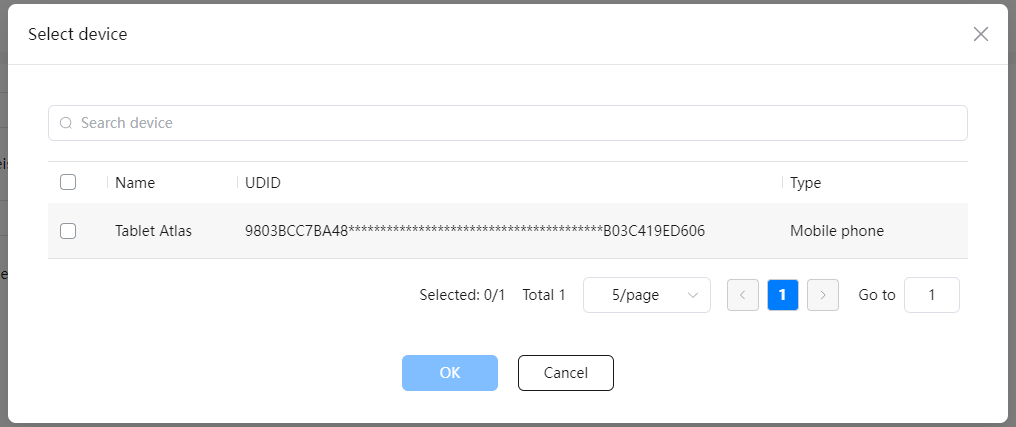 Select device
Search device
Name UDID Type
Tablet Atlas 9803BCC7BA48****************************************B03C419ED606 Mobile phone
Selected: 0/1 Total 1 5/page 1 Go to 1
OK Cancel